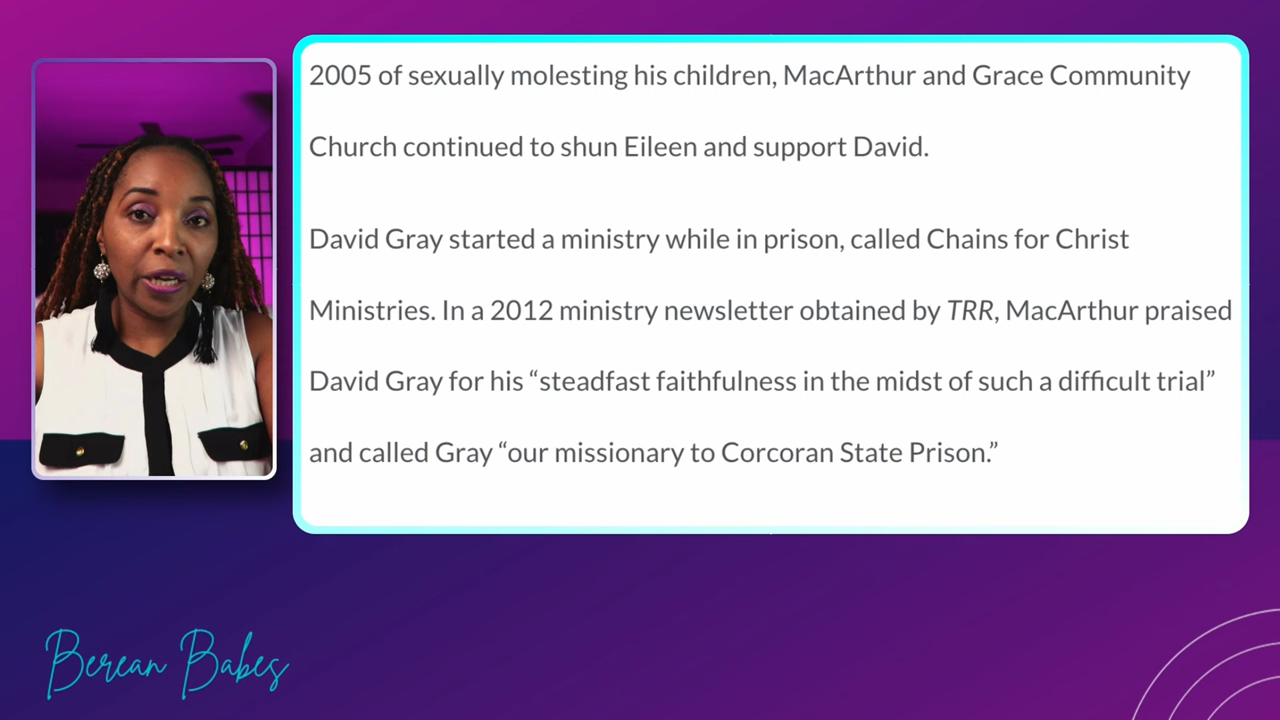 2005 of sexually molesting his children, MacArthur and Grace Community
Church continued to shun Eileen and support David.
David Gray started a ministry while in prison, called Chains for Christ
Ministries. In a 2012 ministry newsletter obtained by TRR, MacArthur praised
David Gray for his “steadfast faithfulness in the midst of such a difficult trial”
and called Gray “our missionary to Corcoran State Prison.”
Berean Babes